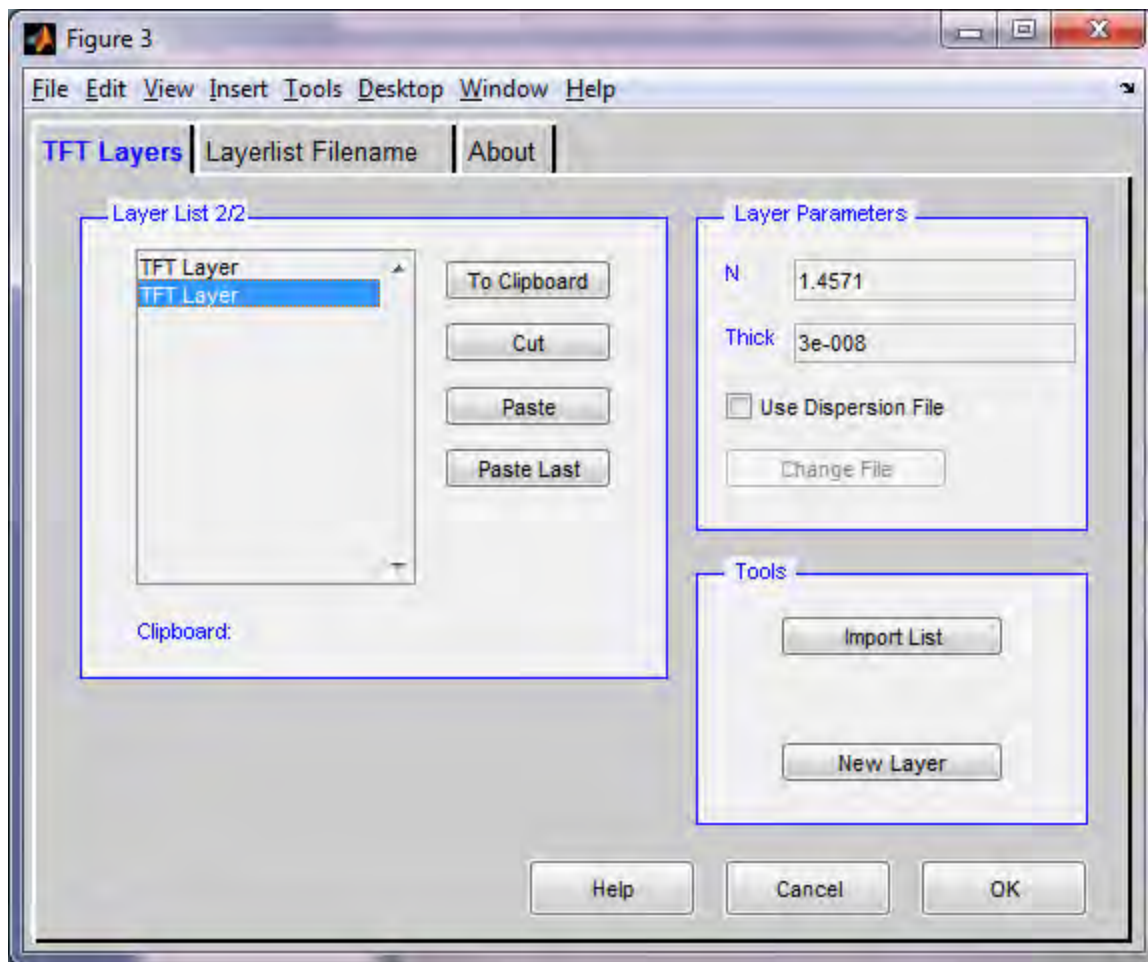 Figure 3
File Edit View Insert Tools Desktop Window Help
TFT Layers Layerlist Filename About
Layer List 2/2
TFT Layer
TFT Layer
To Clipboard
Cut
Paste
Paste Last
Clipboard:
Layer Parameters
N 1.4571
Thick 3e-008
Use Dispersion File
Change File
Tools
Import List
New Layer
Help Cancel OK